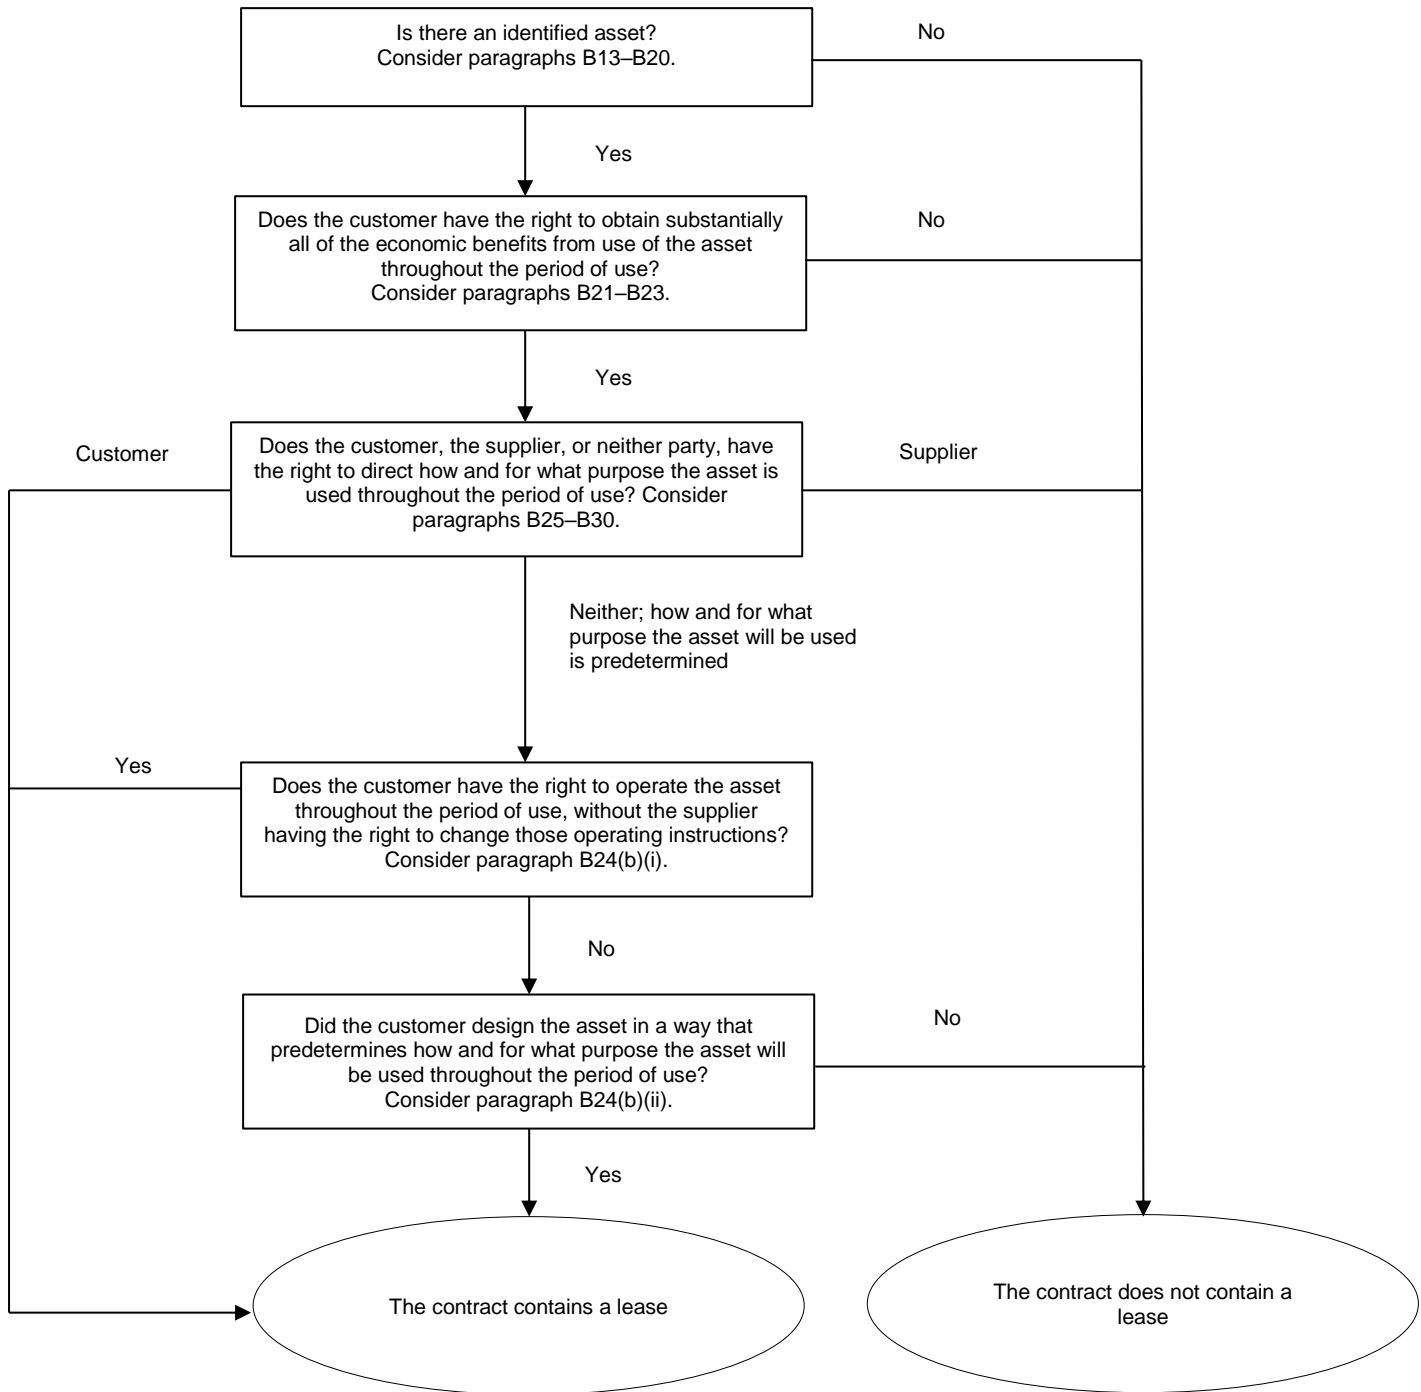 Is there an identified asset?
Consider paragraphs B13–B20.
No
Yes
Does the customer have the right to obtain substantially
all of the economic benefits from use of the asset
throughout the period of use?
Consider paragraphs B21–B23.
No
Yes
Customer
Does the customer, the supplier, or neither party, have
the right to direct how and for what purpose the asset is
used throughout the period of use? Consider
paragraphs B25–B30.
Supplier
Neither; how and for what
purpose the asset will be used
is predetermined
Yes
Does the customer have the right to operate the asset
throughout the period of use, without the supplier
having the right to change those operating instructions?
Consider paragraph B24(b)(i).
No
Did the customer design the asset in a way that
predetermines how and for what purpose the asset will
be used throughout the period of use?
Consider paragraph B24(b)(ii).
No
Yes
The contract contains a lease
The contract does not contain a
lease